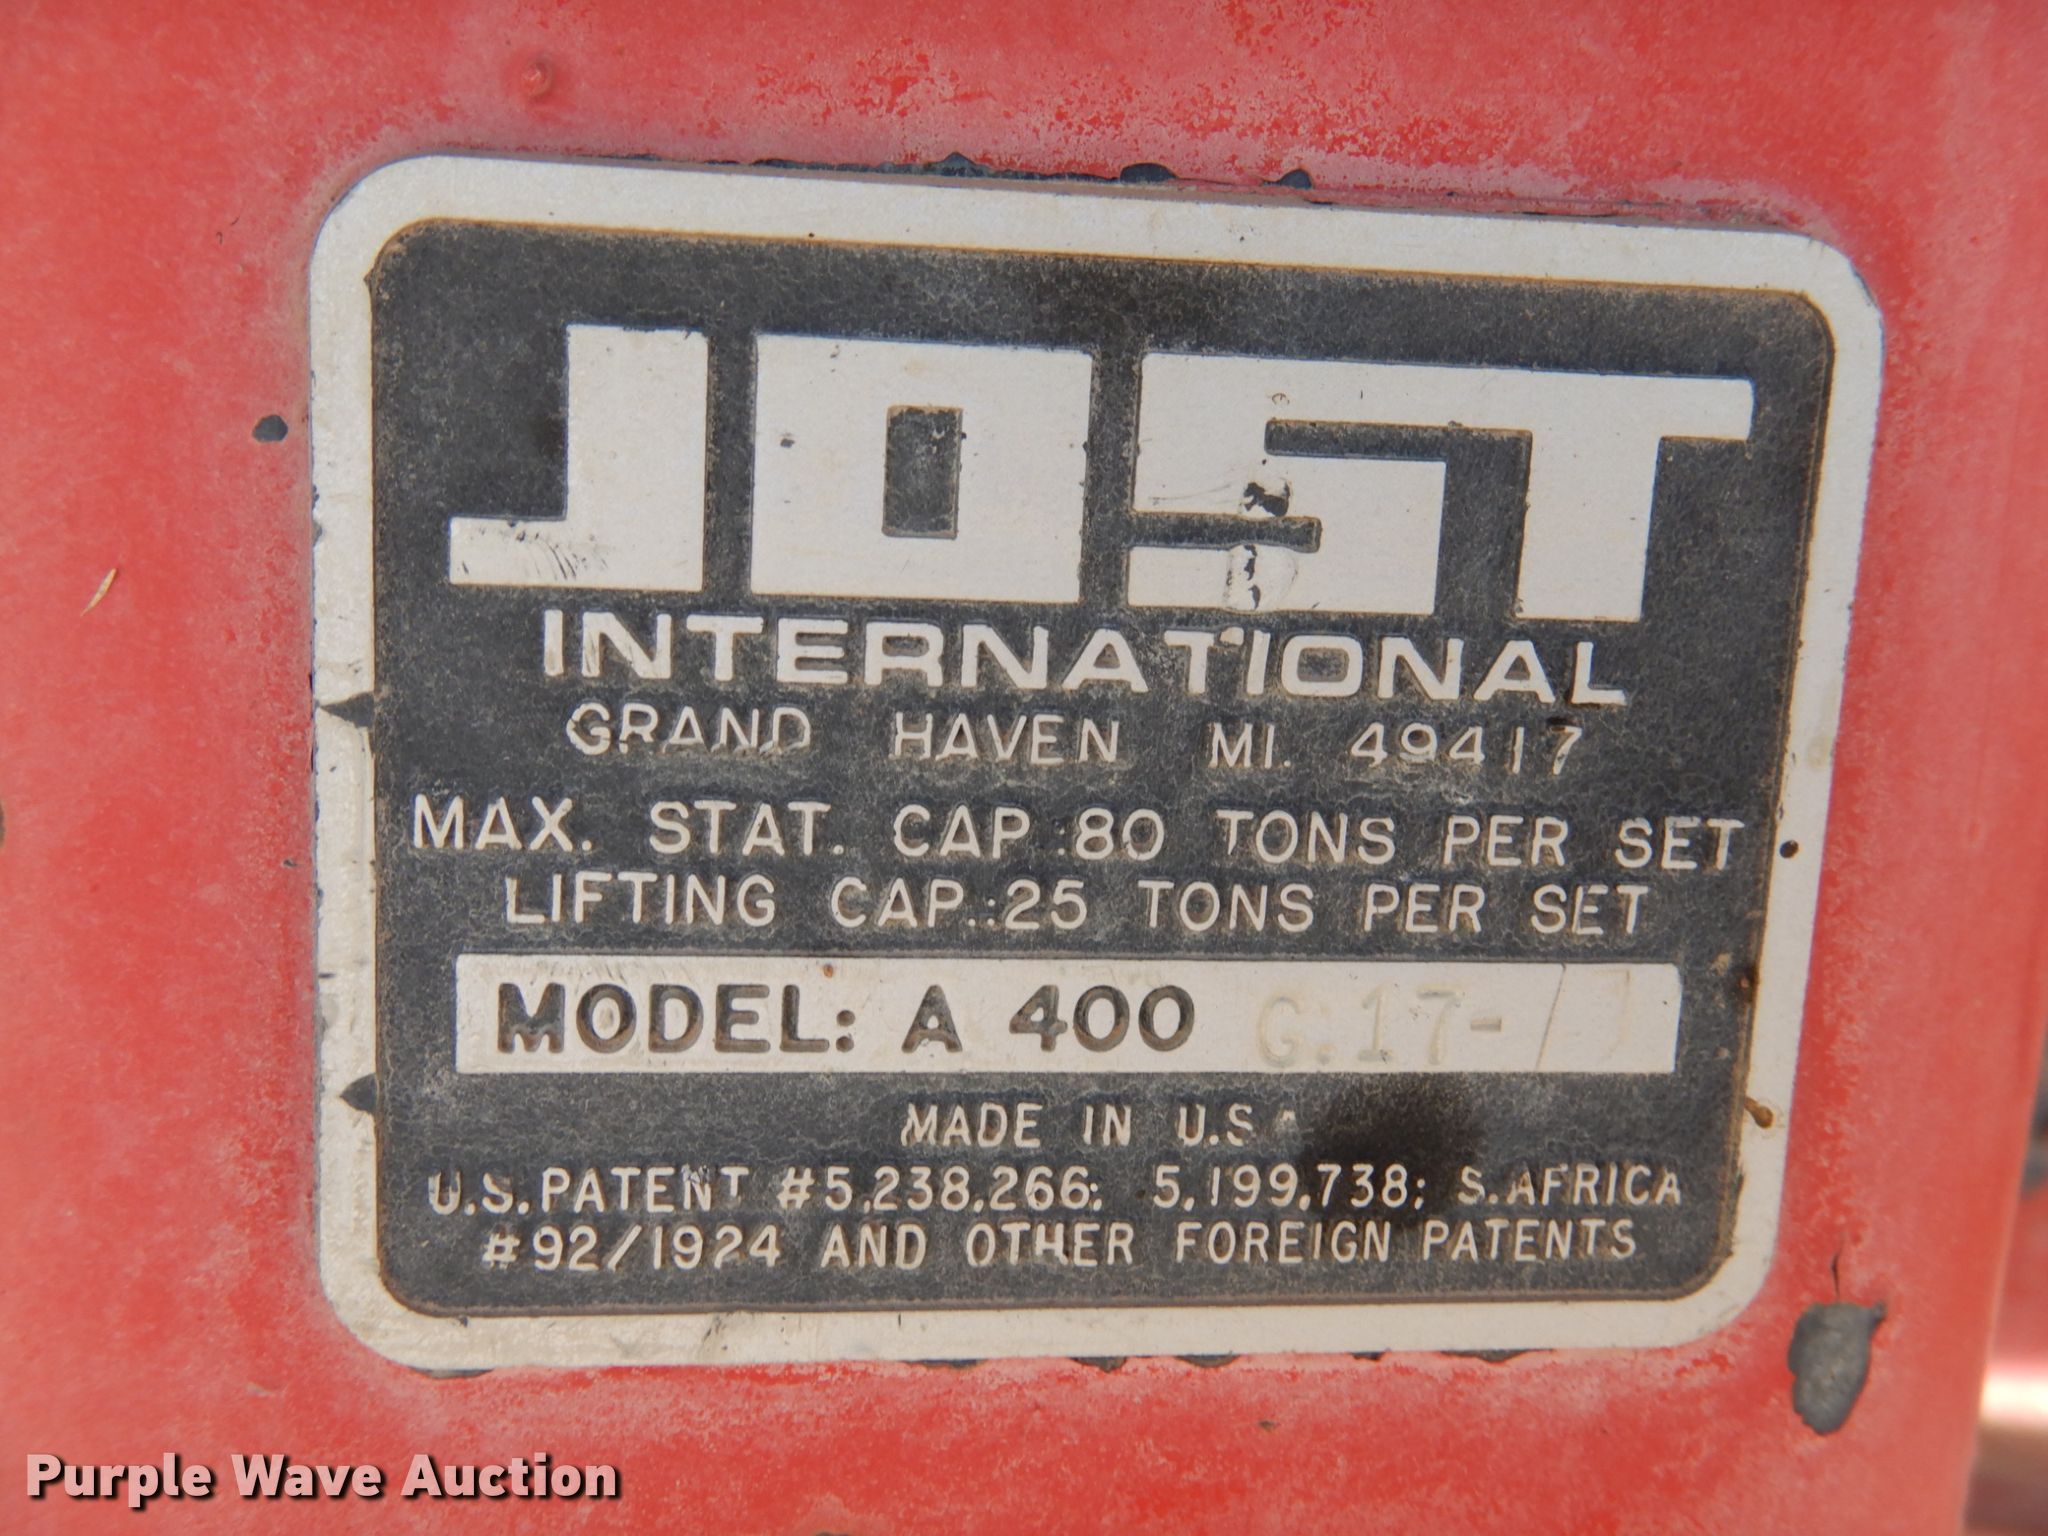 JOST
INTERNATIONAL
GRAND HAVEN MI. 49417
MAX. STAT. CAP.:80 TONS PER SET
LIFTING CAP.:25 TONS PER SET
MODEL: A 400
MADE IN U.S.A
U.S. PATENT #5,238,266; 5,199,738; S. AFRICA
#92/1924 AND OTHER FOREIGN PATENTS
Purple Wave Auction